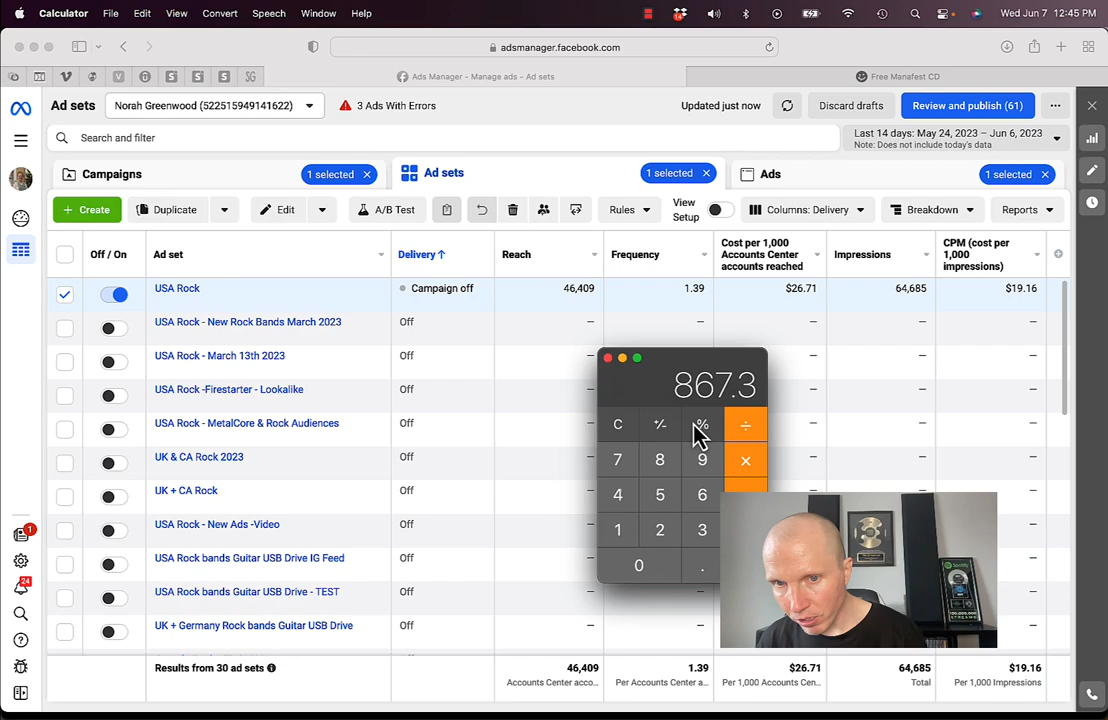 Calculator File Edit View Convert Speech Window Help 14 Wed Jun 7 12:45 PM
adsmanager.facebook.com
Ads Manager - Manage ads - Ad sets Free Manafest CD
Ad sets Norah Greenwood (522515949141622) 3 Ads With Errors Updated just now Discard drafts Review and publish (61)
Search and filter Last 14 days: May 24, 2023 – Jun 6, 2023
Note: Does not include today's data
Campaigns 1 selected Ad sets 1 selected Ads 1 selected
+ Create Duplicate Edit A/B Test Rules View Setup Columns: Delivery Breakdown Reports
Off / On Ad set Delivery ↑ Reach Frequency Cost per 1,000 Accounts Center accounts reached Impressions CPM (cost per 1,000 impressions)
USA Rock Campaign off 46,409 1.39 $26.71 64,685 $19.16
USA Rock - New Rock Bands March 2023 Off — — — — —
USA Rock - March 13th 2023 Off — — — —
USA Rock -Firestarter - Lookalike Off — — —
USA Rock - MetalCore & Rock Audiences Off — — —
UK & CA Rock 2023 Off — — —
UK + CA Rock Off — — —
USA Rock - New Ads -Video Off —
USA Rock bands Guitar USB Drive IG Feed Off —
USA Rock bands Guitar USB Drive - TEST Off — —
UK + Germany Rock bands Guitar USB Drive Off — — —
Results from 30 ad sets 46,409 1.39 $26.71 64,685 $19.16
Accounts Center acco... Per Accounts Center a... Per 1,000 Accounts Cen... Total Per 1,000 Impressions
867.3
C +/- % ÷
7 8 9 ×
4 5 6
1 2 3
0 .
1
24
Spotify
100,000,000
STREAMS